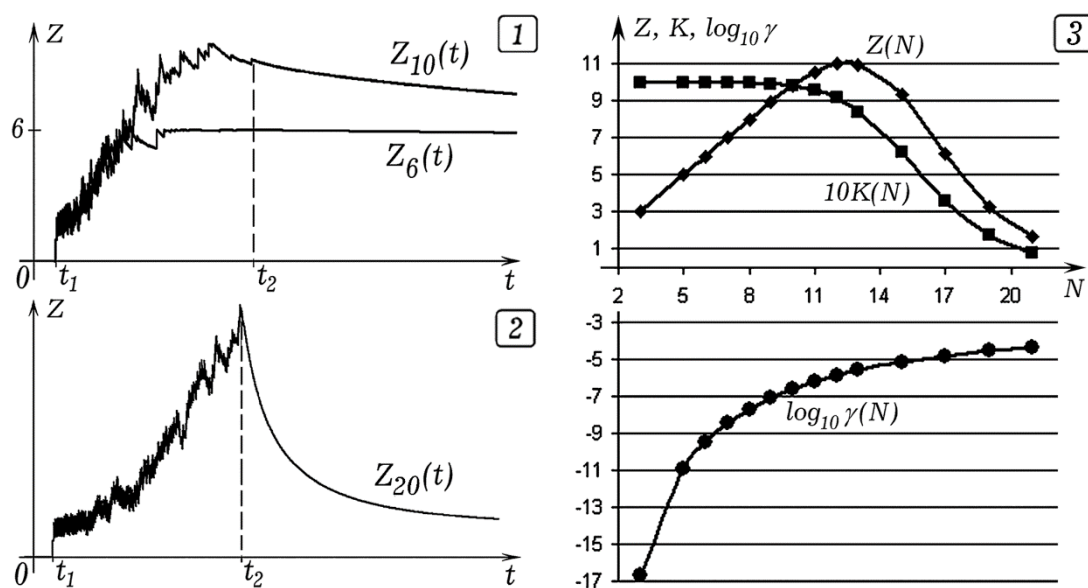 Z
1
Z₁₀(t)
6
Z₆(t)
0
t₁
t₂
t
Z
2
Z₂₀(t)
0
t₁
t₂
t
Z, K, log₁₀ γ
3
Z(N)
11
9
7
5
10K(N)
3
1
0
2 5 8 11 14 17 20
N
-3
-5
-7
log₁₀ γ(N)
-9
-11
-13
-15
-17